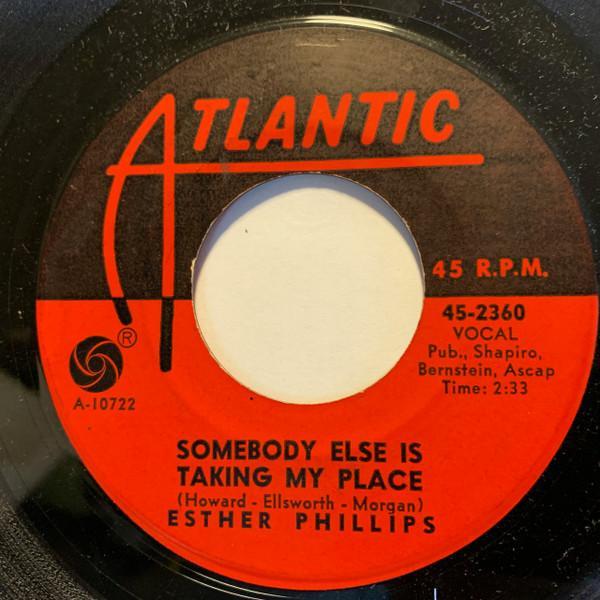 ATLANTIC
45 R.P.M.
45-2360
VOCAL
Pub., Shapiro,
Bernstein, Ascap
Time: 2:33
®
A-10722
SOMEBODY ELSE IS
TAKING MY PLACE
(Howard - Ellsworth - Morgan)
ESTHER PHILLIPS